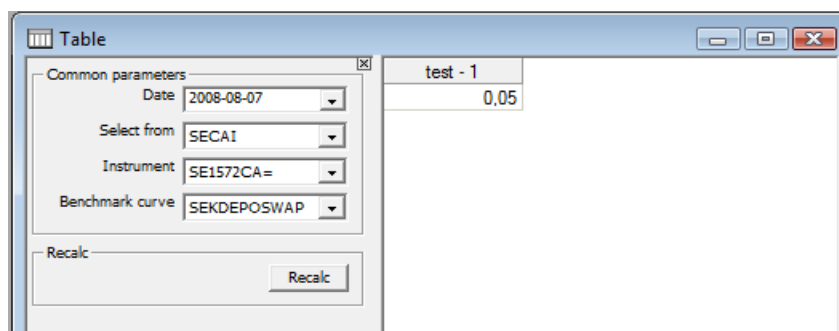 Table
Common parameters
Date 2008-08-07
Select from SECAI
Instrument SE1572CA=
Benchmark curve SEKDEPOSWAP
Recalc
Recalc
test - 1
0,05